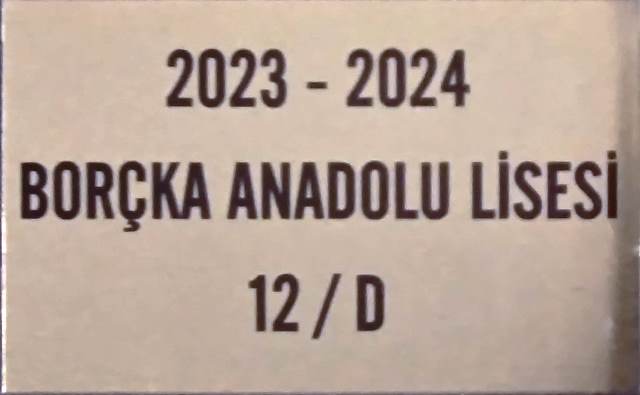 2023 - 2024
BORÇKA ANADOLU LİSESİ
12 / D